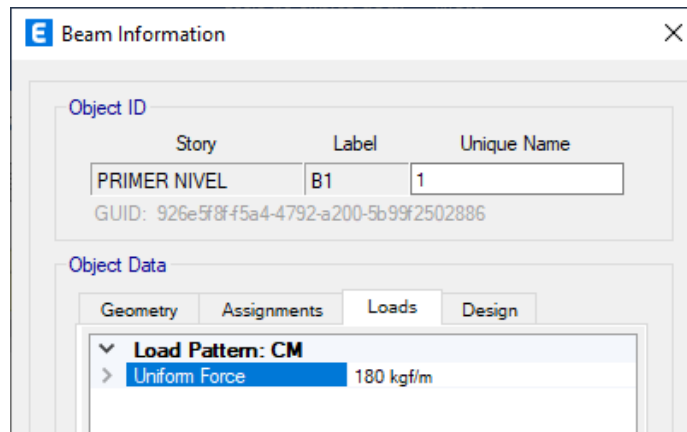 E Beam Information
Object ID
Story Label Unique Name
PRIMER NIVEL B1 1
GUID: 926e5f8f-f5a4-4792-a200-5b99f2502886
Object Data
Geometry Assignments Loads Design
Load Pattern: CM
Uniform Force 180 kgf/m